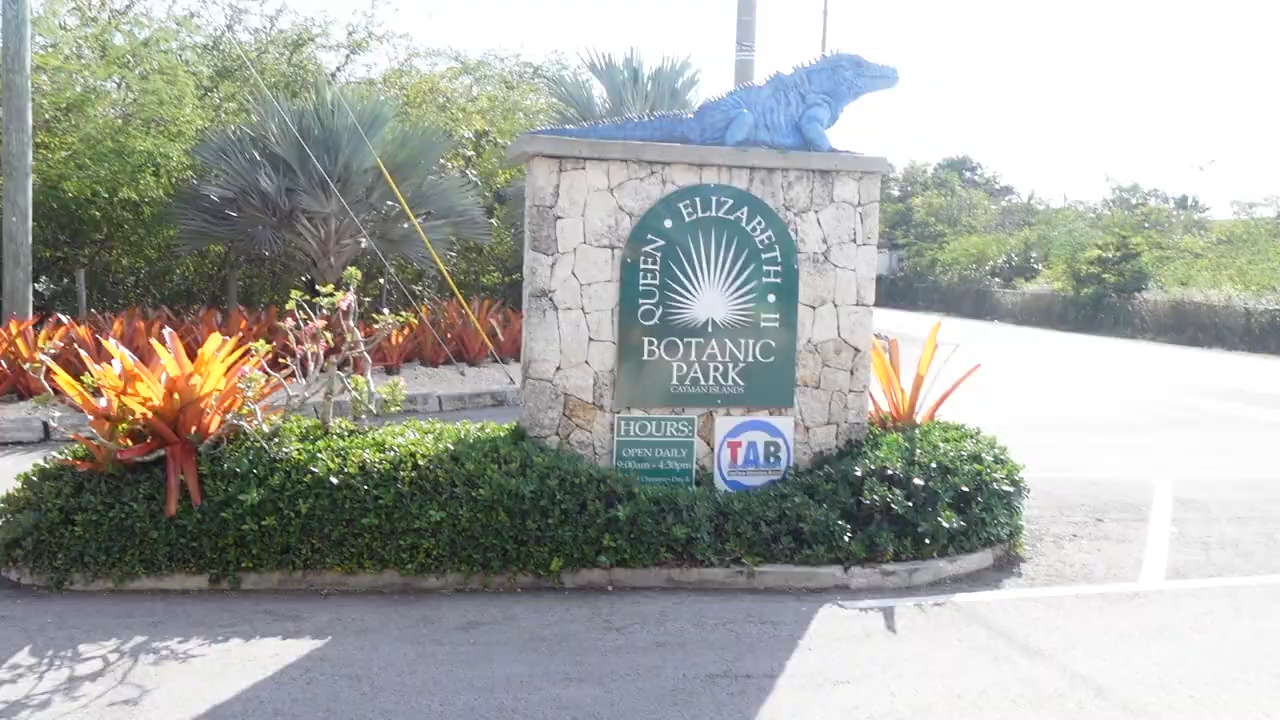 QUEEN • ELIZABETH • II
BOTANIC
PARK
CAYMAN ISLANDS
HOURS:
OPEN DAILY
9:00am - 4:30pm
TAB